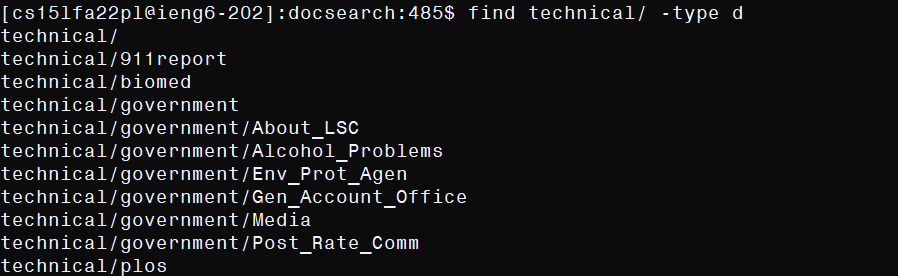 [cs15lfa22pl@ieng6-202]:docsearch:485$ find technical/ -type d
technical/
technical/911report
technical/biomed
technical/government
technical/government/About_LSC
technical/government/Alcohol_Problems
technical/government/Env_Prot_Agen
technical/government/Gen_Account_Office
technical/government/Media
technical/government/Post_Rate_Comm
technical/plos